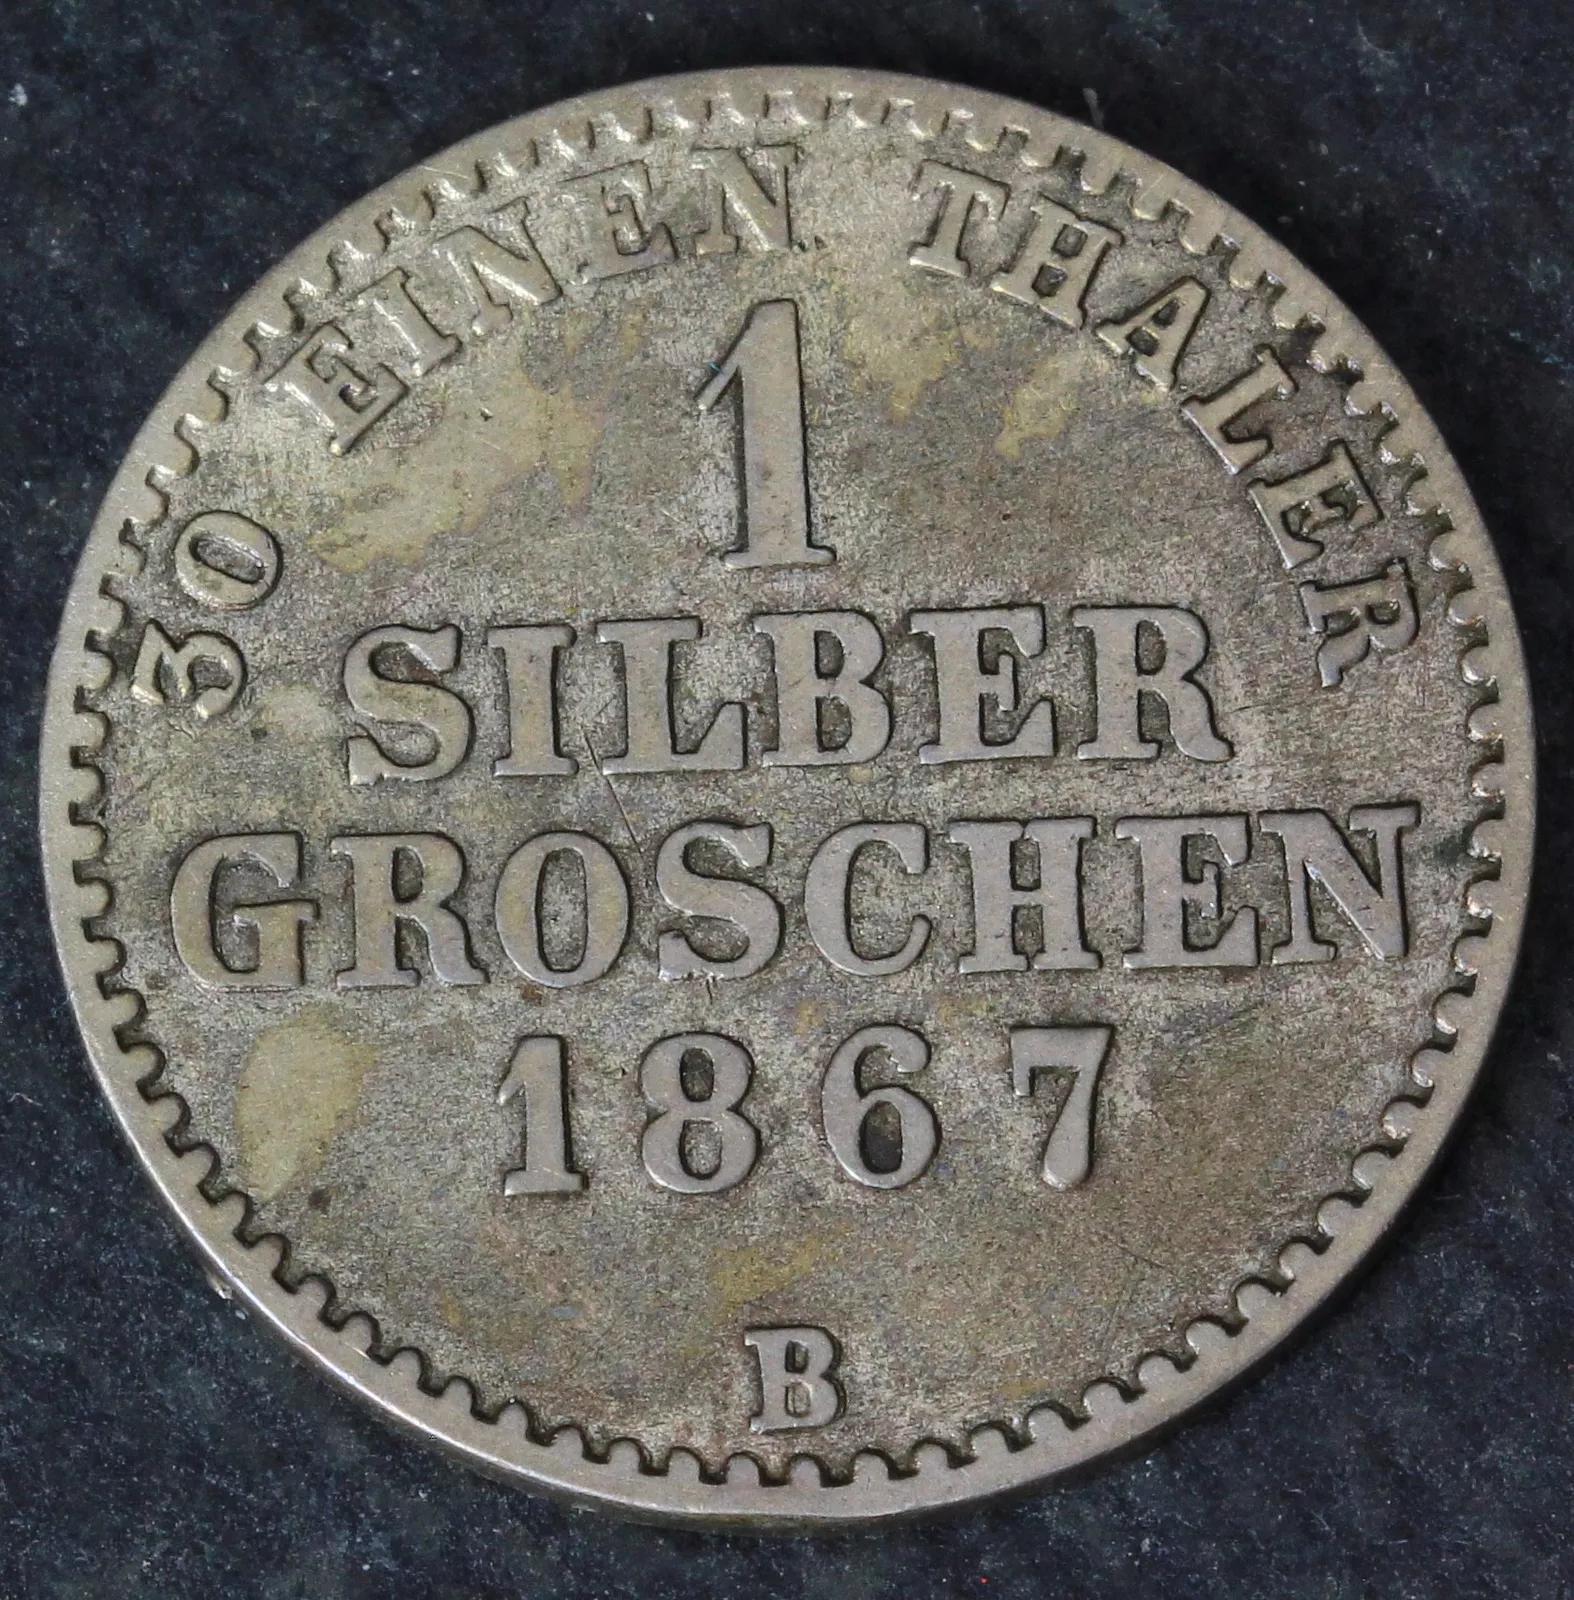 30 EINEN THALER
1
SILBER
GROSCHEN
1867
B